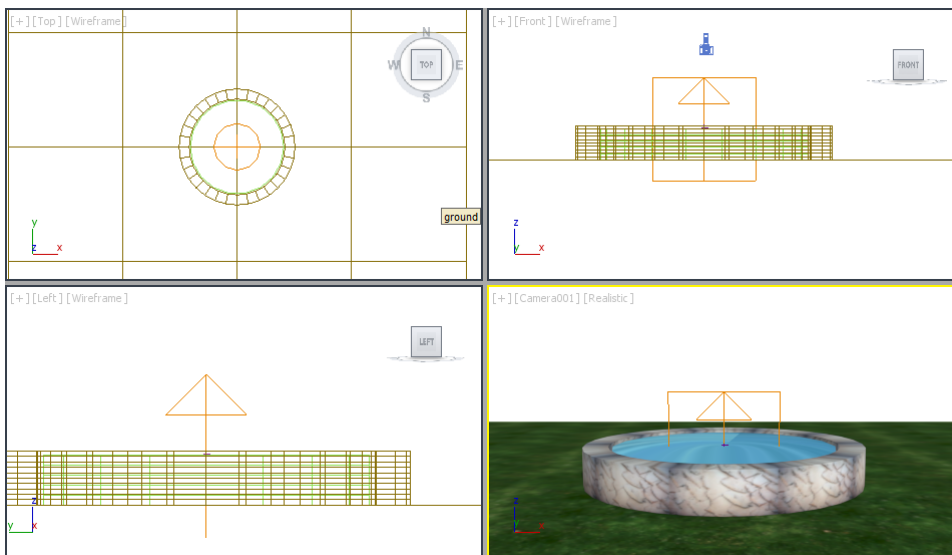 [+] [Top] [Wireframe]
N
W TOP E
S
ground
y
z x
[+] [Front] [Wireframe]
FRONT
z
y x
[+] [Left] [Wireframe]
LEFT
z
y x
[+] [Camera001] [Realistic]
z
y x